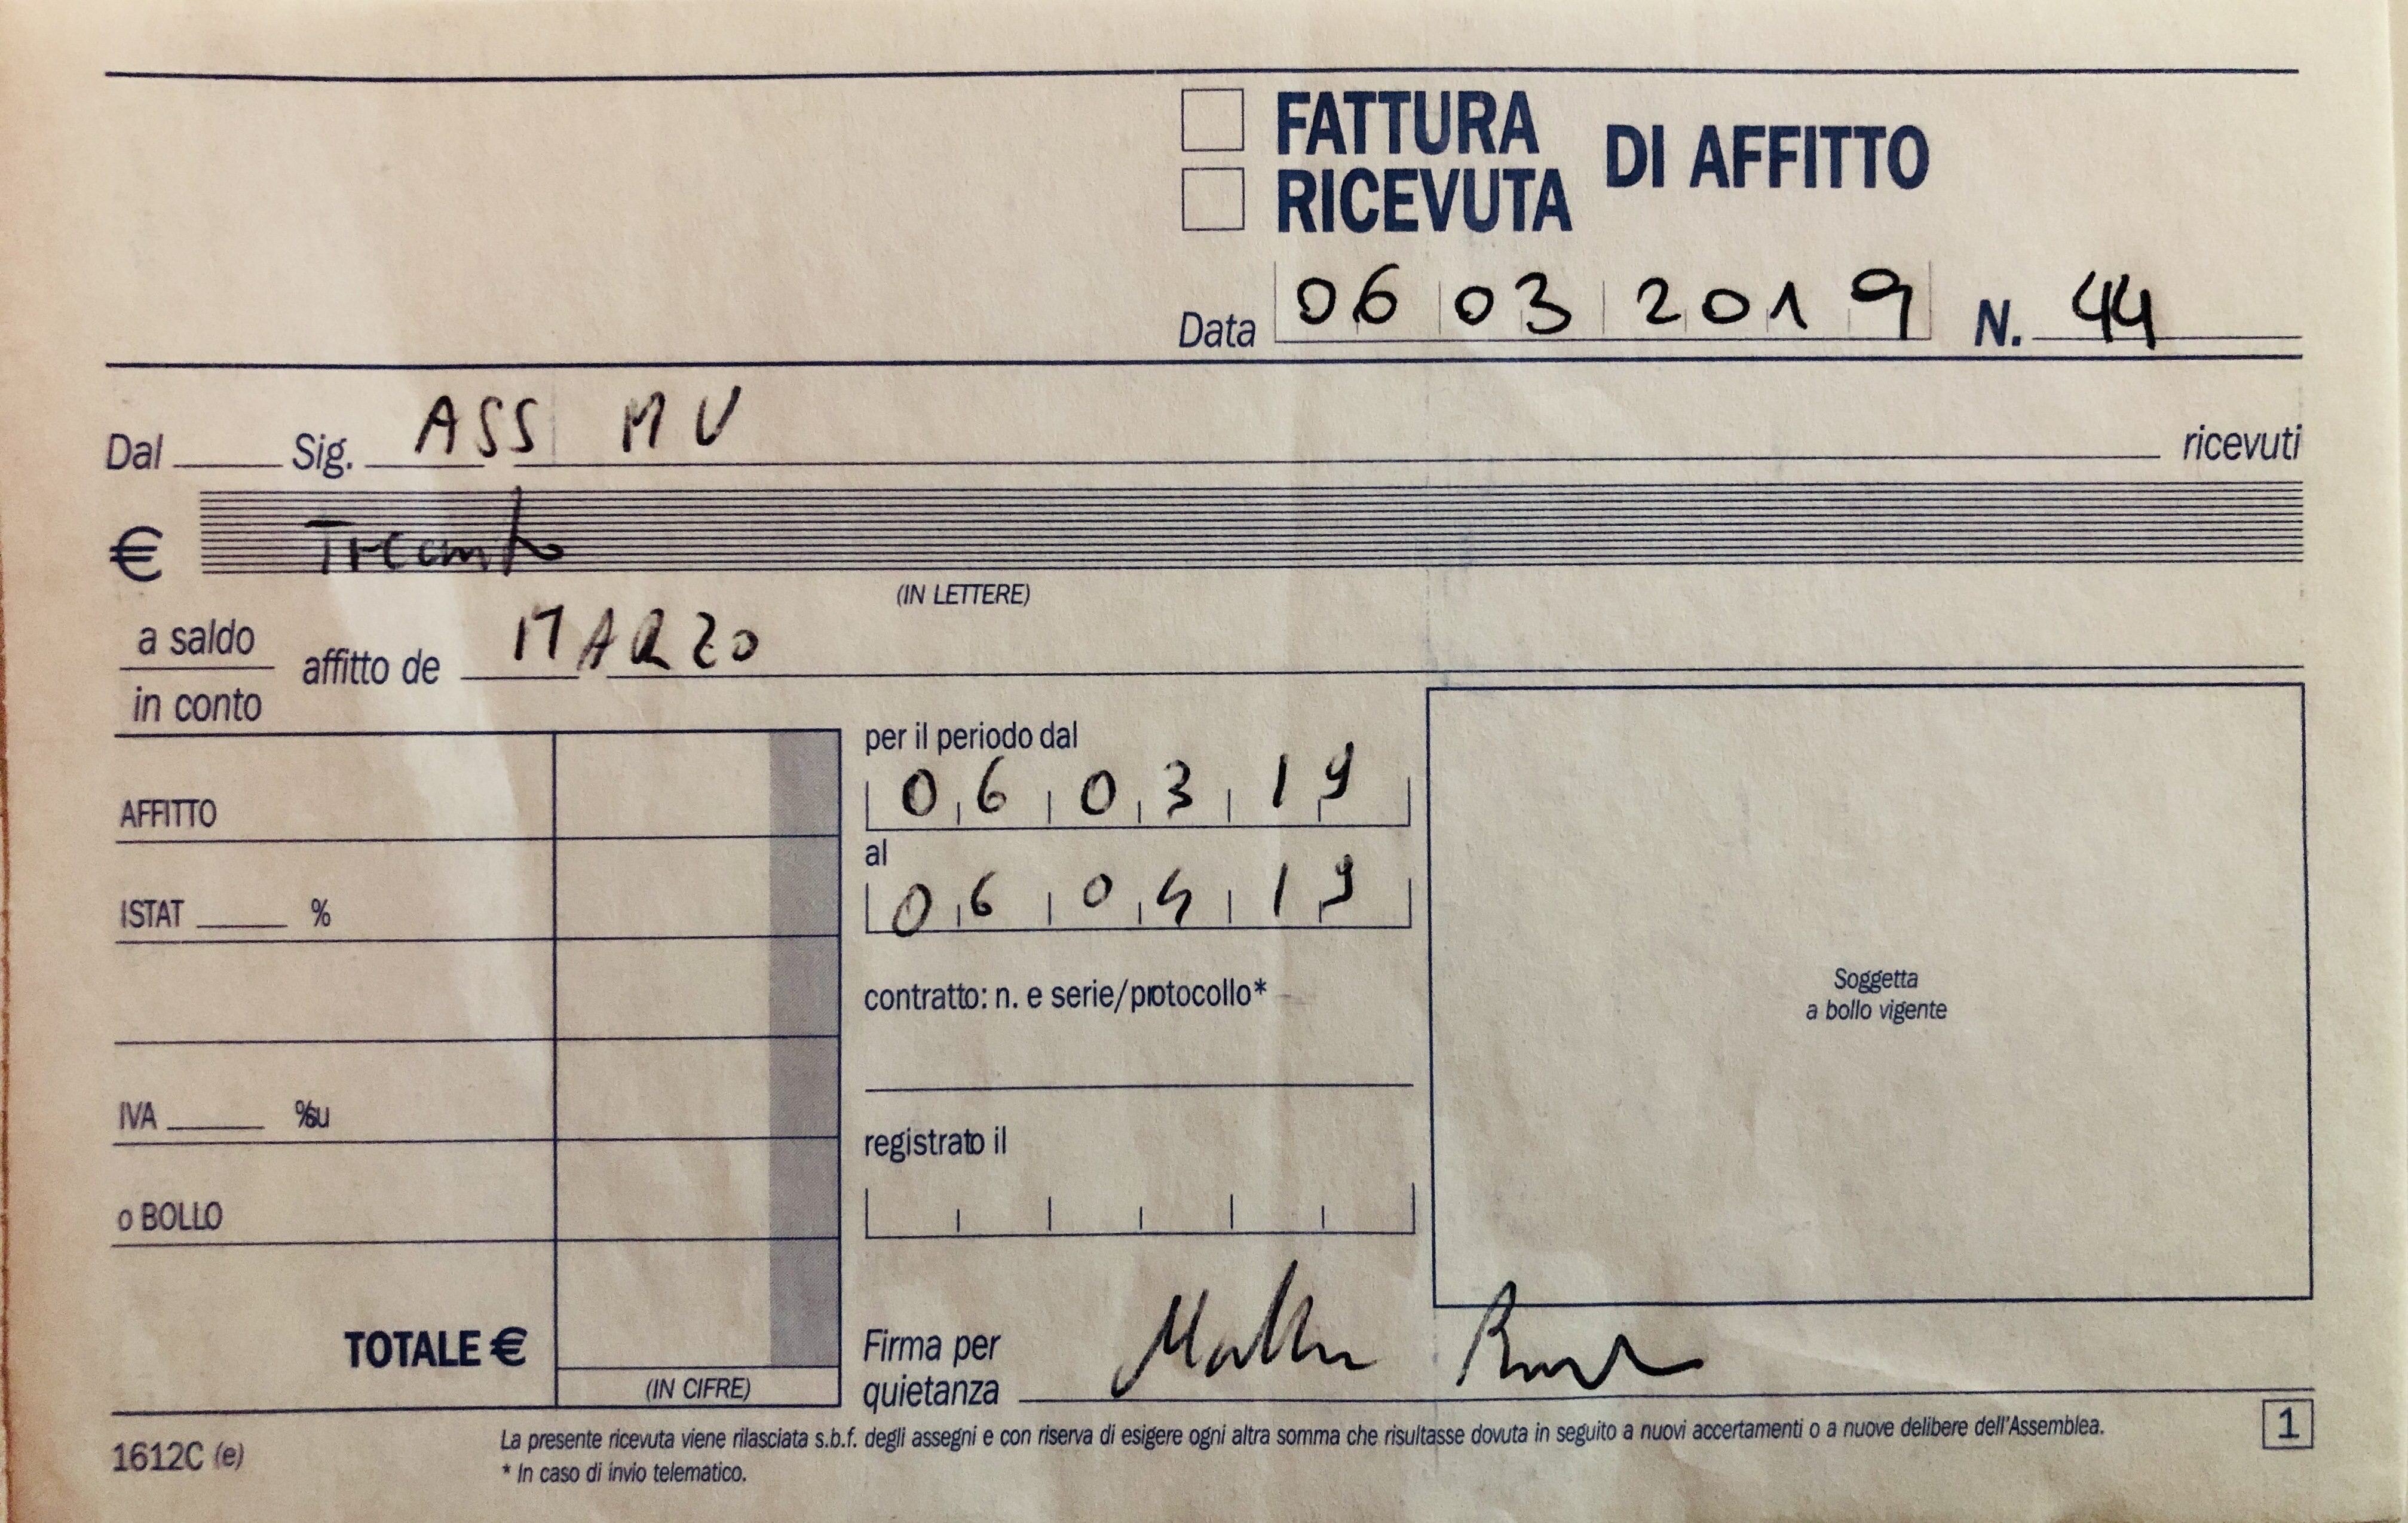 FATTURA
RICEVUTA DI AFFITTO
Data 06 03 2019 N. 44
Dal Sig. ASS MV ricevuti
€ Trecento
(IN LETTERE)
a saldo
in conto
affitto de MARZO
per il periodo dal
06 03 19
al
06 04 19
contratto: n. e serie/protocollo*
registrato il
AFFITTO
ISTAT %
IVA %su
o BOLLO
TOTALE €
(IN CIFRE)
Soggetta
a bollo vigente
Firma per
quietanza
1612C (e)
La presente ricevuta viene rilasciata s.b.f. degli assegni e con riserva di esigere ogni altra somma che risultasse dovuta in seguito a nuovi accertamenti o a nuove delibere dell'Assemblea.
* In caso di invio telematico.
1